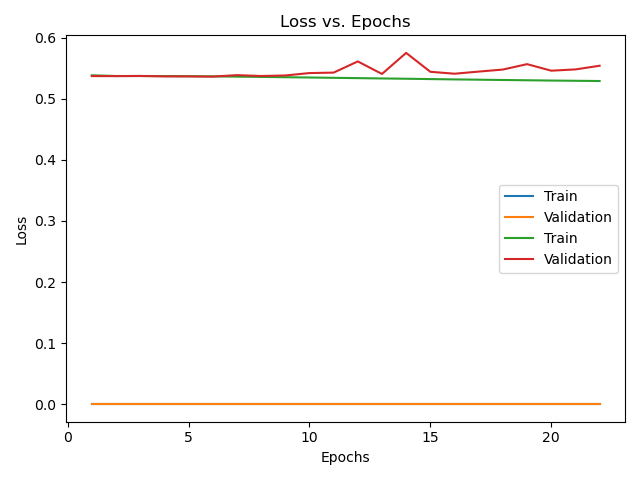 Loss vs. Epochs
0.6
0.5
0.4
0.3
0.2
0.1
0.0
Loss
Train
Validation
Train
Validation
0 5 10 15 20
Epochs